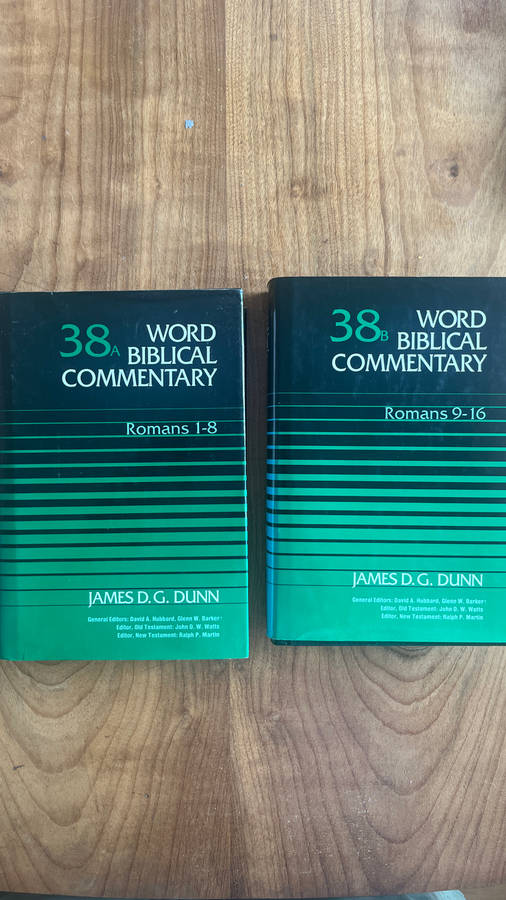 38A WORD
BIBLICAL
COMMENTARY
Romans 1-8
JAMES D. G. DUNN
General Editors: David A. Hubbard, Glenn W. Barker+
Editor, Old Testament: John D. W. Watts
Editor, New Testament: Ralph P. Martin
38B WORD
BIBLICAL
COMMENTARY
Romans 9-16
JAMES D. G. DUNN
General Editors: David A. Hubbard, Glenn W. Barker+
Editor, Old Testament: John D. W. Watts
Editor, New Testament: Ralph P. Martin